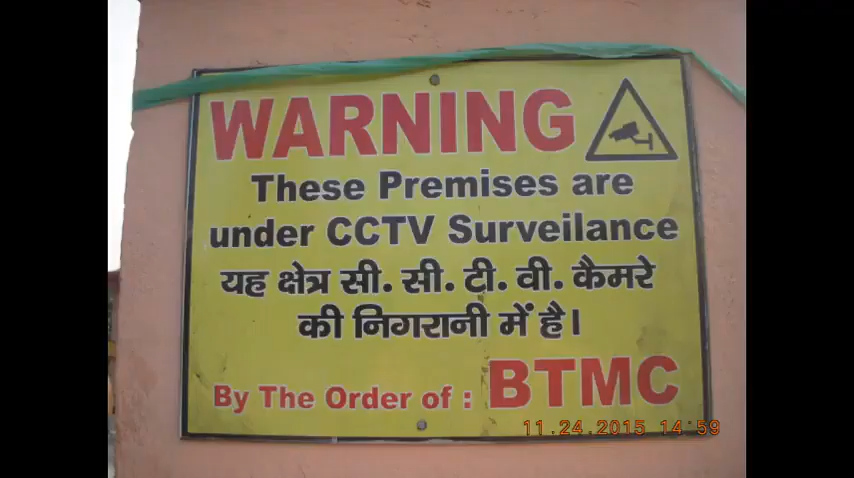 WARNING
These Premises are
under CCTV Surveilance
यह क्षेत्र सी. सी. टी. वी. कैमरे
की निगरानी में है।
By The Order of : BTMC
11.24.2015 14:59